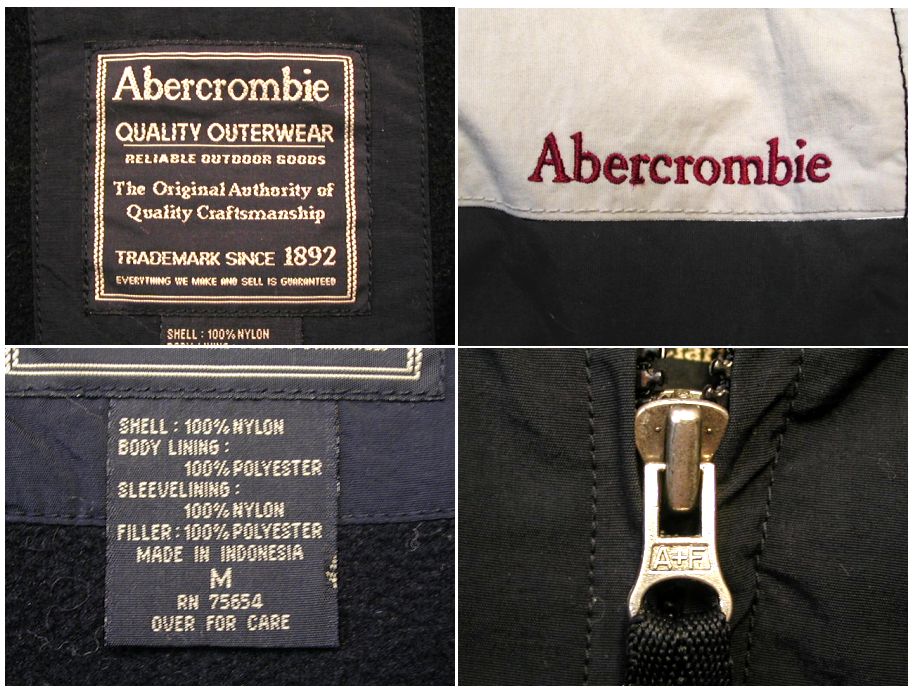 Abercrombie
QUALITY OUTERWEAR
RELIABLE OUTDOOR GOODS
The Original Authority of
Quality Craftsmanship
TRADEMARK SINCE 1892
EVERYTHING WE MAKE AND SELL IS GUARANTEED
SHELL : 100% NYLON
Abercrombie
SHELL : 100% NYLON
BODY LINING :
100% POLYESTER
SLEEVELINING :
100% NYLON
FILLER : 100% POLYESTER
MADE IN INDONESIA
M
RN 75654
OVER FOR CARE
A+F